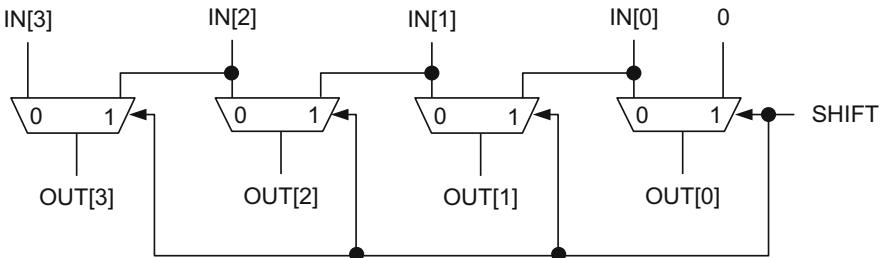 IN[3] IN[2] IN[1] IN[0] 0
0 1 0 1 0 1 0 1 SHIFT
OUT[3] OUT[2] OUT[1] OUT[0]